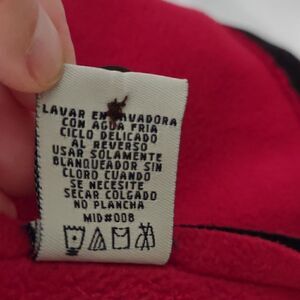 LAVAR EN LAVADORA
CON AGUA FRIA
CICLO DELICADO
AL REVERSO
USAR SOLAMENTE
BLANQUEADOR SIN
CLORO CUANDO
SE NECESITE
SECAR COLGADO
NO PLANCHA
MID#008